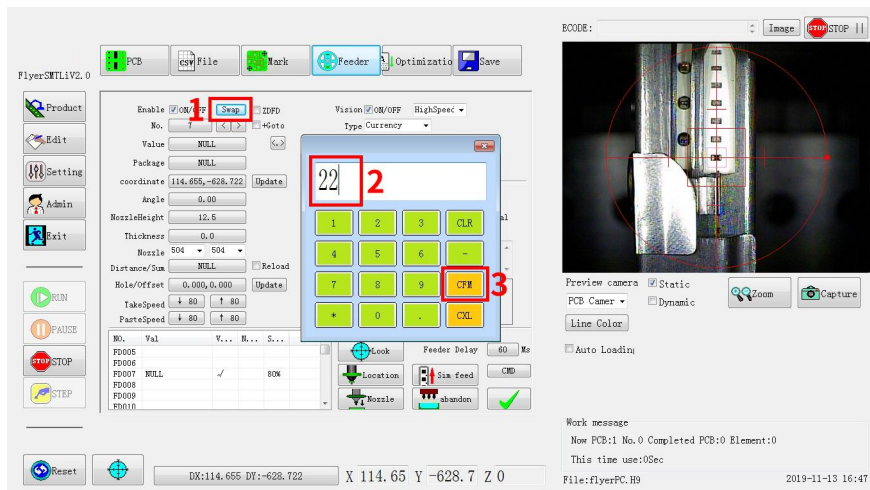 ECODE:
Image
STOP STOP ||
FlyerSMTLiV2.0
PCB
CSV File
Mark
Feeder
Optimizatio
Save
Product
Edit
Setting
Admin
Exit
RUN
PAUSE
STOP STOP
STEP
Reset
1
Enable ON/OFF Swap ZDFD
No. 7 < > +Goto
Value NULL <.>
Package NULL
coordinate 114.655,-628.722 Update
Angle 0.00
NozzleHeight 12.5
Thickness 0.0
Nozzle 504 504
Distance/Sum NULL Reload
Hole/Offset 0.000,0.000 Update
TakeSpeed 80 80
PasteSpeed 80 80
Vision ON/OFF HighSpeed
Type Currency
22 2
1 2 3 CLR
4 5 6 -
7 8 9 CFM 3
* 0 . CXL
NO. Val V... N... S...
FD005
FD006
FD007 NULL 80%
FD008
FD009
FD010
Look Feeder Delay 60 Ms
Location Sim feed CMD
Nozzle abandon
DX:114.655 DY:-628.722
X 114.65 Y -628.7 Z 0
Preview camera Static
PCB Camer Dynamic
Zoom
Capture
Line Color
Auto Loading
Work message
Now PCB:1 No.0 Completed PCB:0 Element:0
This time use:0Sec
File:flyerPC.H9
2019-11-13 16:47